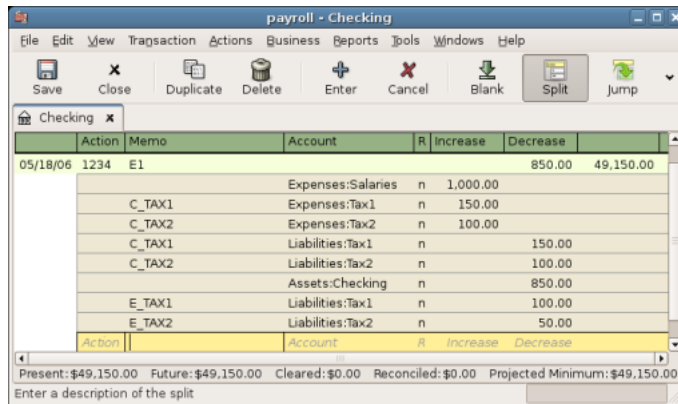 payroll - Checking
File Edit View Transaction Actions Business Reports Tools Windows Help
Save Close Duplicate Delete Enter Cancel Blank Split Jump
Checking
Action Memo Account R Increase Decrease
05/18/06 1234 E1 850.00 49,150.00
Expenses:Salaries n 1,000.00
C_TAX1 Expenses:Tax1 n 150.00
C_TAX2 Expenses:Tax2 n 100.00
C_TAX1 Liabilities:Tax1 n 150.00
C_TAX2 Liabilities:Tax2 n 100.00
Assets:Checking n 850.00
E_TAX1 Liabilities:Tax1 n 100.00
E_TAX2 Liabilities:Tax2 n 50.00
Action Account R Increase Decrease
Present:$49,150.00 Future:$49,150.00 Cleared:$0.00 Reconciled:$0.00 Projected Minimum:$49,150.00
Enter a description of the split